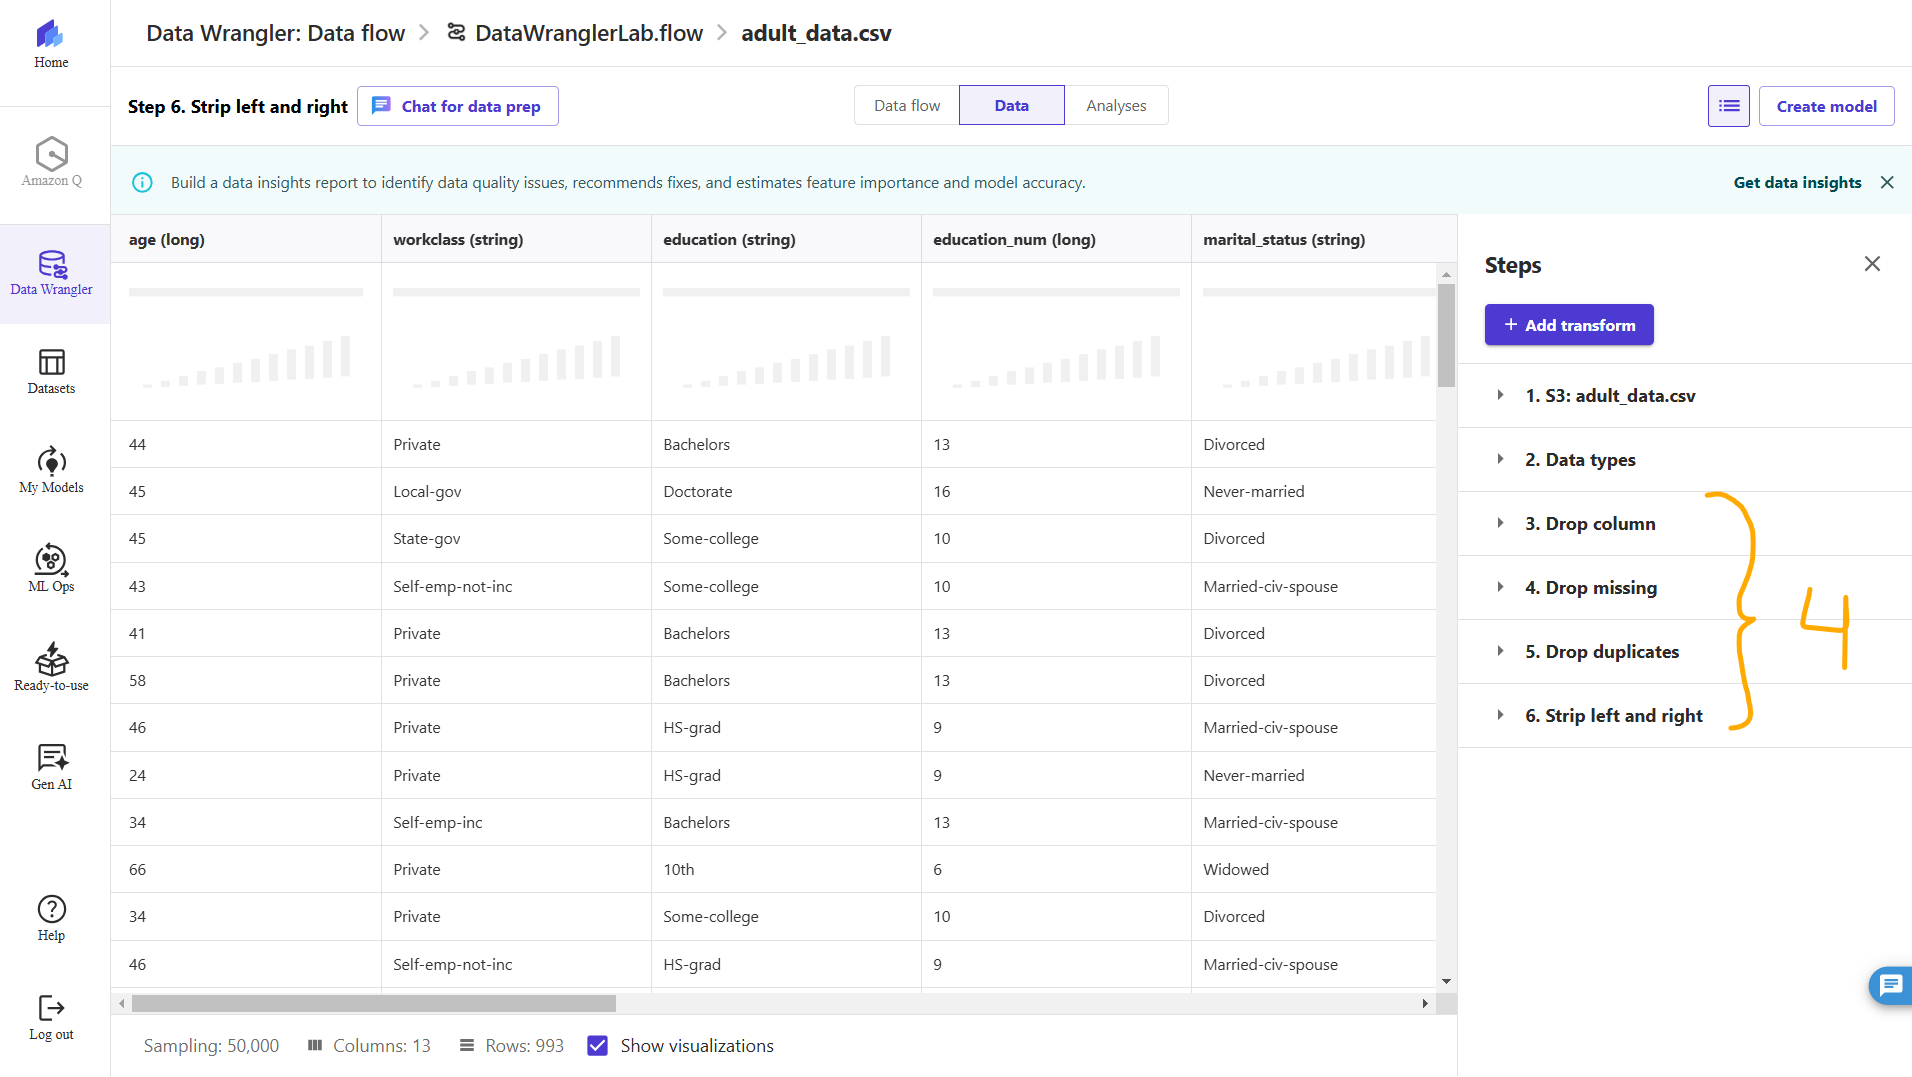 Home
Amazon Q
Data Wrangler
Datasets
My Models
ML Ops
Ready-to-use
Gen AI
Help
Log out
Data Wrangler: Data flow > DataWranglerLab.flow > adult_data.csv
Step 6. Strip left and right Chat for data prep Data flow Data Analyses Create model
Build a data insights report to identify data quality issues, recommends fixes, and estimates feature importance and model accuracy. Get data insights
age (long) workclass (string) education (string) education_num (long) marital_status (string)
44 Private Bachelors 13 Divorced
45 Local-gov Doctorate 16 Never-married
45 State-gov Some-college 10 Divorced
43 Self-emp-not-inc Some-college 10 Married-civ-spouse
41 Private Bachelors 13 Divorced
58 Private Bachelors 13 Divorced
46 Private HS-grad 9 Married-civ-spouse
24 Private HS-grad 9 Never-married
34 Self-emp-inc Bachelors 13 Married-civ-spouse
66 Private 10th 6 Widowed
34 Private Some-college 10 Divorced
46 Self-emp-not-inc HS-grad 9 Married-civ-spouse
Sampling: 50,000 Columns: 13 Rows: 993 Show visualizations
Steps
+ Add transform
1. S3: adult_data.csv
2. Data types
3. Drop column
4. Drop missing
5. Drop duplicates
6. Strip left and right
4